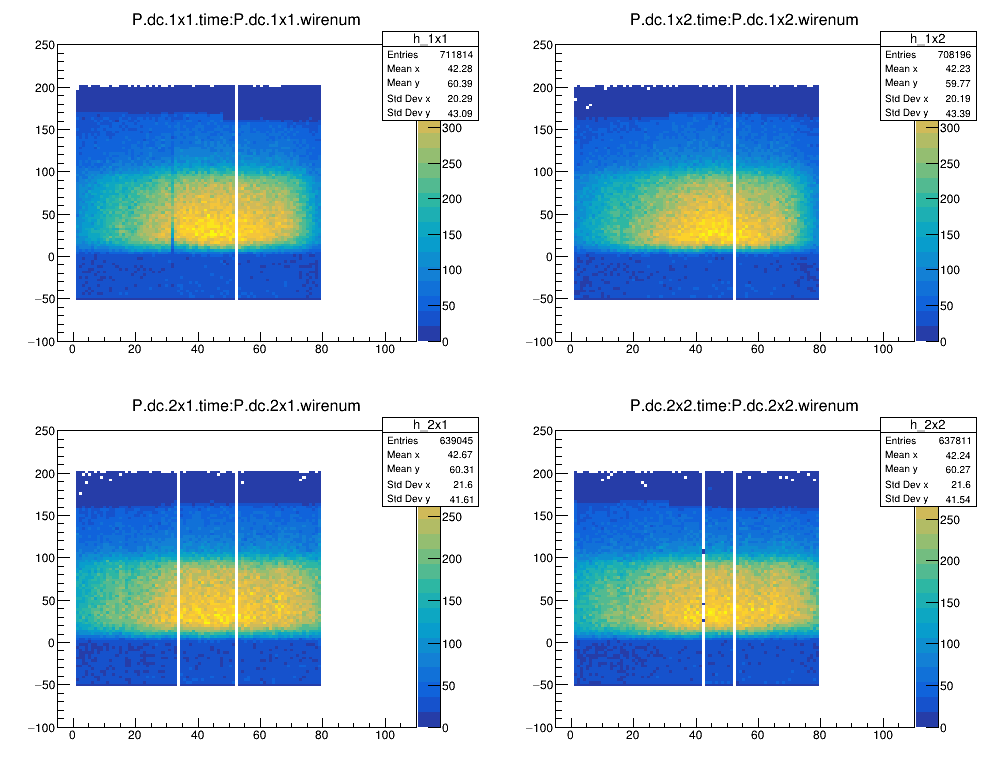 P.dc.1x1.time:P.dc.1x1.wirenum
h_1x1
Entries 711814
Mean x 42.28
Mean y 60.39
Std Dev x 20.29
Std Dev y 43.09
250
200
150
100
50
0
−50
−100
0 20 40 60 80 100
300
250
200
150
100
50
0
P.dc.1x2.time:P.dc.1x2.wirenum
h_1x2
Entries 708196
Mean x 42.23
Mean y 59.77
Std Dev x 20.19
Std Dev y 43.39
250
200
150
100
50
0
−50
−100
0 20 40 60 80 100
300
250
200
150
100
50
0
P.dc.2x1.time:P.dc.2x1.wirenum
h_2x1
Entries 639045
Mean x 42.67
Mean y 60.31
Std Dev x 21.6
Std Dev y 41.61
250
200
150
100
50
0
−50
−100
0 20 40 60 80 100
250
200
150
100
50
0
P.dc.2x2.time:P.dc.2x2.wirenum
h_2x2
Entries 637811
Mean x 42.24
Mean y 60.27
Std Dev x 21.6
Std Dev y 41.54
250
200
150
100
50
0
−50
−100
0 20 40 60 80 100
250
200
150
100
50
0